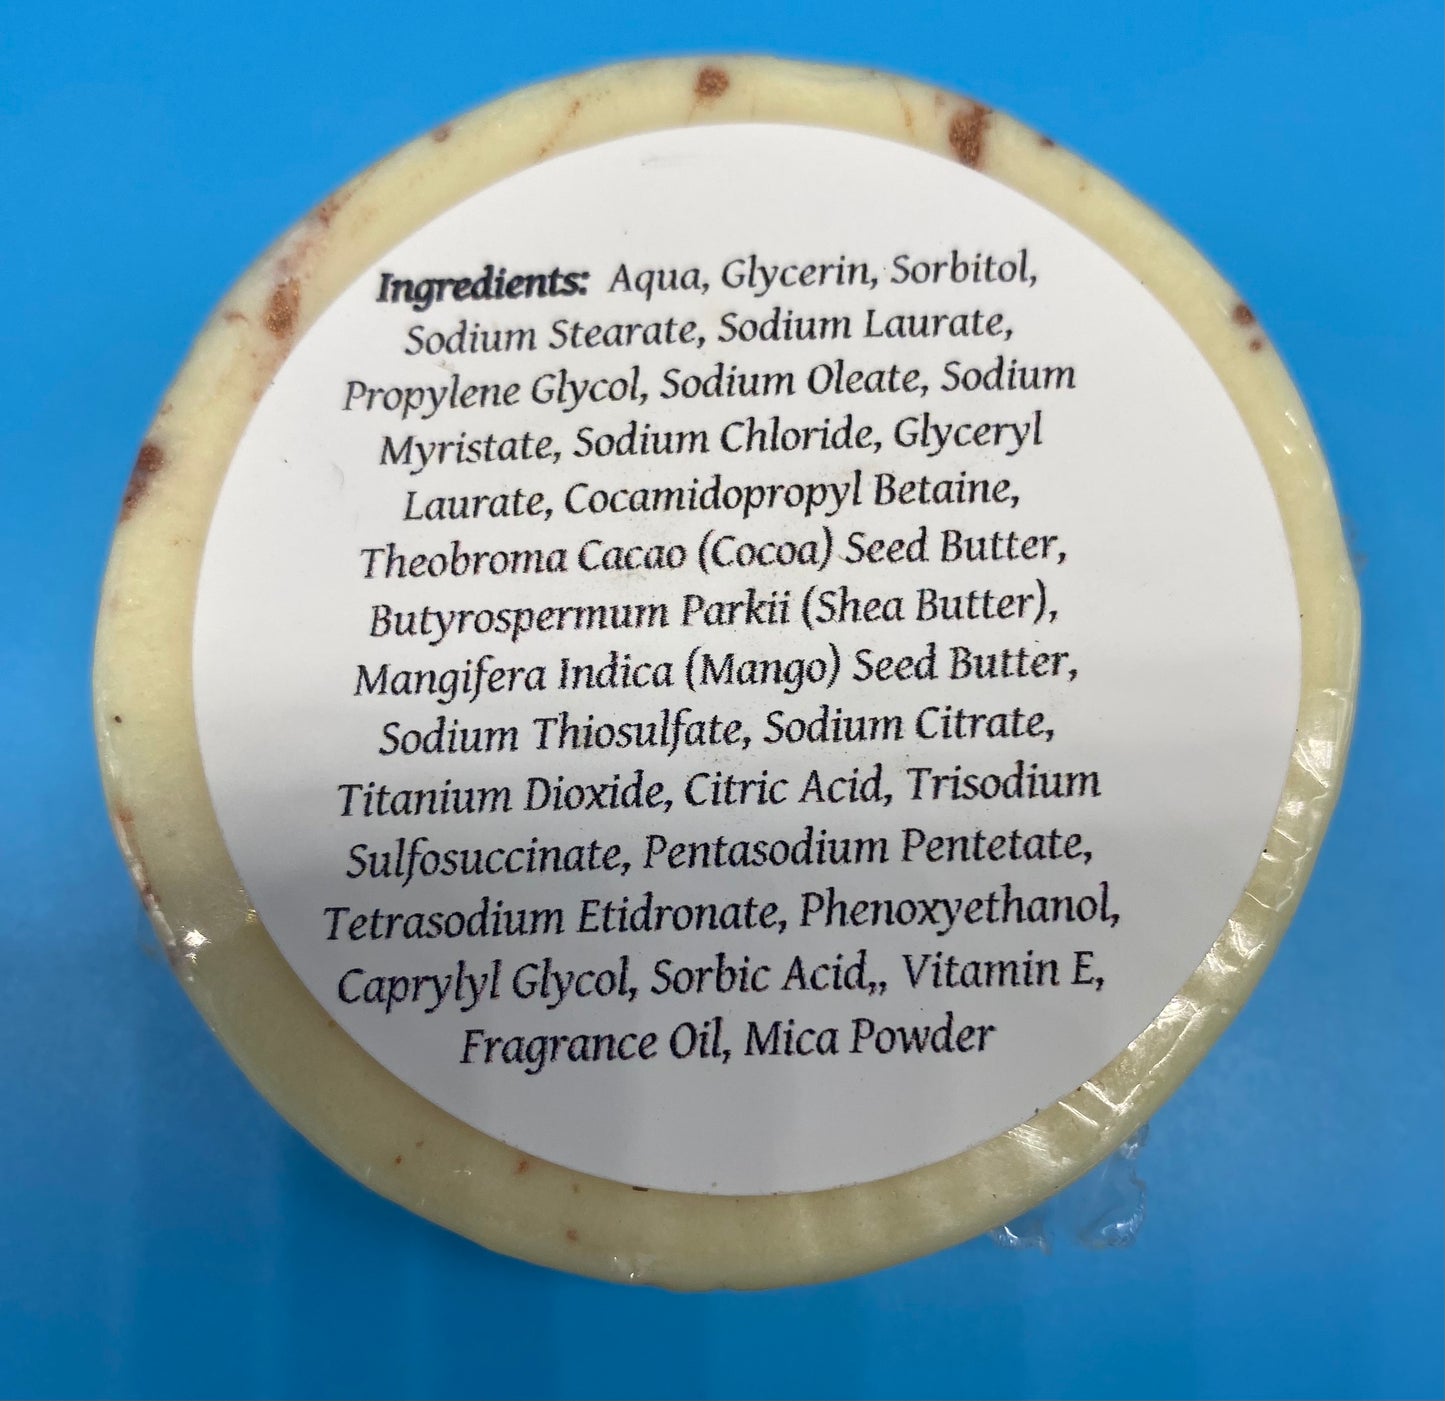 Ingredients: Aqua, Glycerin, Sorbitol,
Sodium Stearate, Sodium Laurate,
Propylene Glycol, Sodium Oleate, Sodium
Myristate, Sodium Chloride, Glyceryl
Laurate, Cocamidopropyl Betaine,
Theobroma Cacao (Cocoa) Seed Butter,
Butyrospermum Parkii (Shea Butter),
Mangifera Indica (Mango) Seed Butter,
Sodium Thiosulfate, Sodium Citrate,
Titanium Dioxide, Citric Acid, Trisodium
Sulfosuccinate, Pentasodium Pentetate,
Tetrasodium Etidronate, Phenoxyethanol,
Caprylyl Glycol, Sorbic Acid,, Vitamin E,
Fragrance Oil, Mica Powder